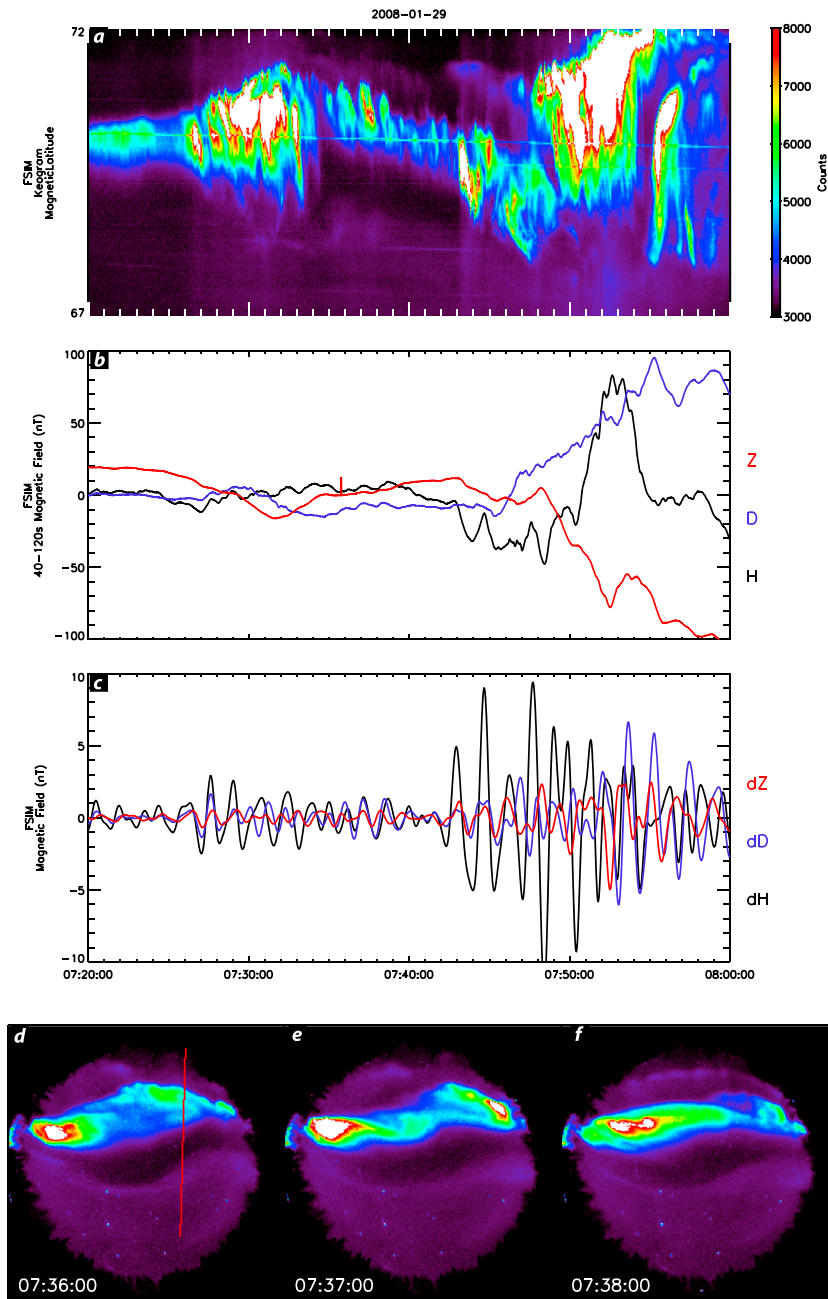 2008-01-29
a
72
67
FSIM
Keogram
MagneticLatitude
8000
7000
6000
5000
4000
3000
Counts
b
100
50
0
-50
-100
FSIM
40-120s Magnetic Field (nT)
Z
D
H
c
10
5
0
-5
-10
FSIM
Magnetic Field (nT)
dZ
dD
dH
07:20:00 07:30:00 07:40:00 07:50:00 08:00:00
d e f
07:36:00 07:37:00 07:38:00